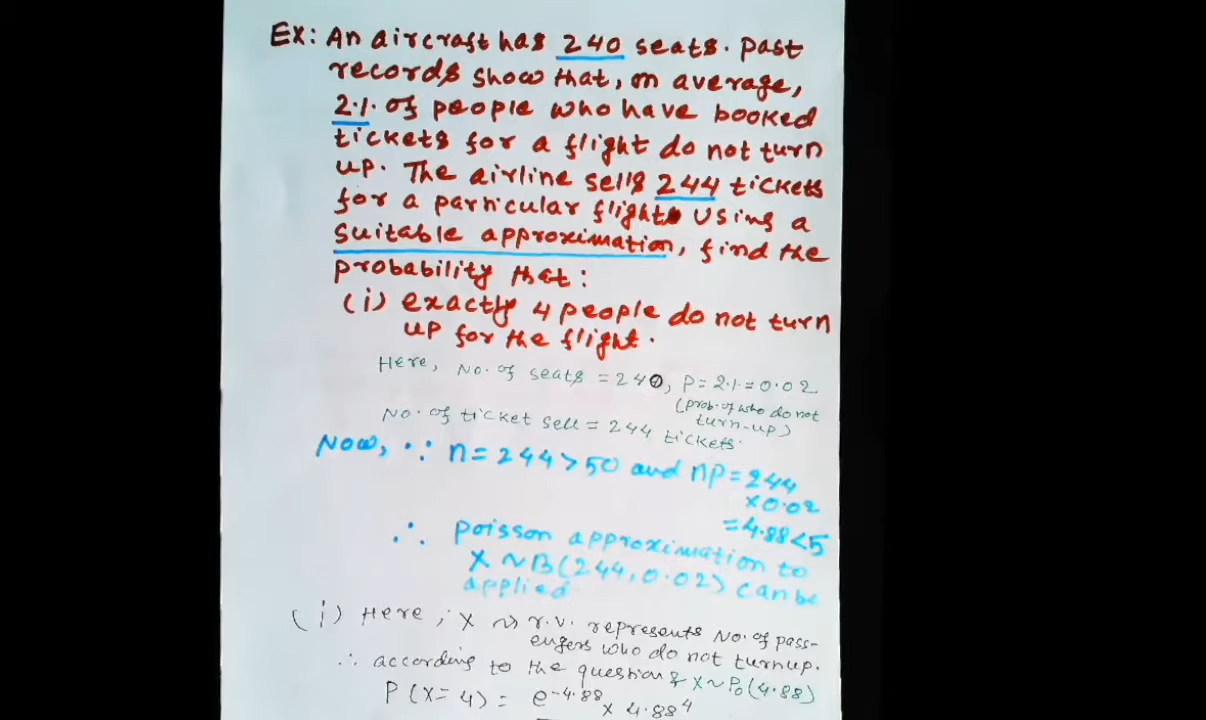 Ex: An aircraft has 240 seats. Past
records show that, on average,
2% of people who have booked
tickets for a flight do not turn
up. The airline sells 244 tickets
for a particular flight. Using a
suitable approximation, find the
probability that:
(i) exactly 4 people do not turn
up for the flight.
Here, No. of seats = 240, P = 2% = 0.02
(prob. of who do not
turn-up)
No. of ticket sell = 244 tickets.
Now, ∵ n = 244 > 50 and np = 244
× 0.02
= 4.88 < 5
∴ poisson approximation to
X ~ B(244, 0.02) can be
applied
(i) Here, X ~> r.v. represents No. of pass-
engers who do not turnup.
∴ according to the question & X ~ Po(4.88)
P(X = 4) = e^-4.88 × 4.88^4